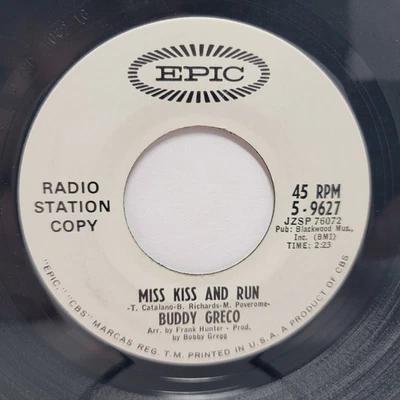 EPIC
RADIO
STATION
COPY
45 RPM
5-9627
JZSP 76072
Pub: Blackwood Mus.,
Inc. (BMI)
TIME: 2:23
MISS KISS AND RUN
-T. Catalano-B. Richards-M. Poverome-
BUDDY GRECO
Arr. by Frank Hunter - Prod.
by Bobby Gregg
"EPIC," "CBS" MARCAS REG. T.M. PRINTED IN U.S.A. A PRODUCT OF CBS